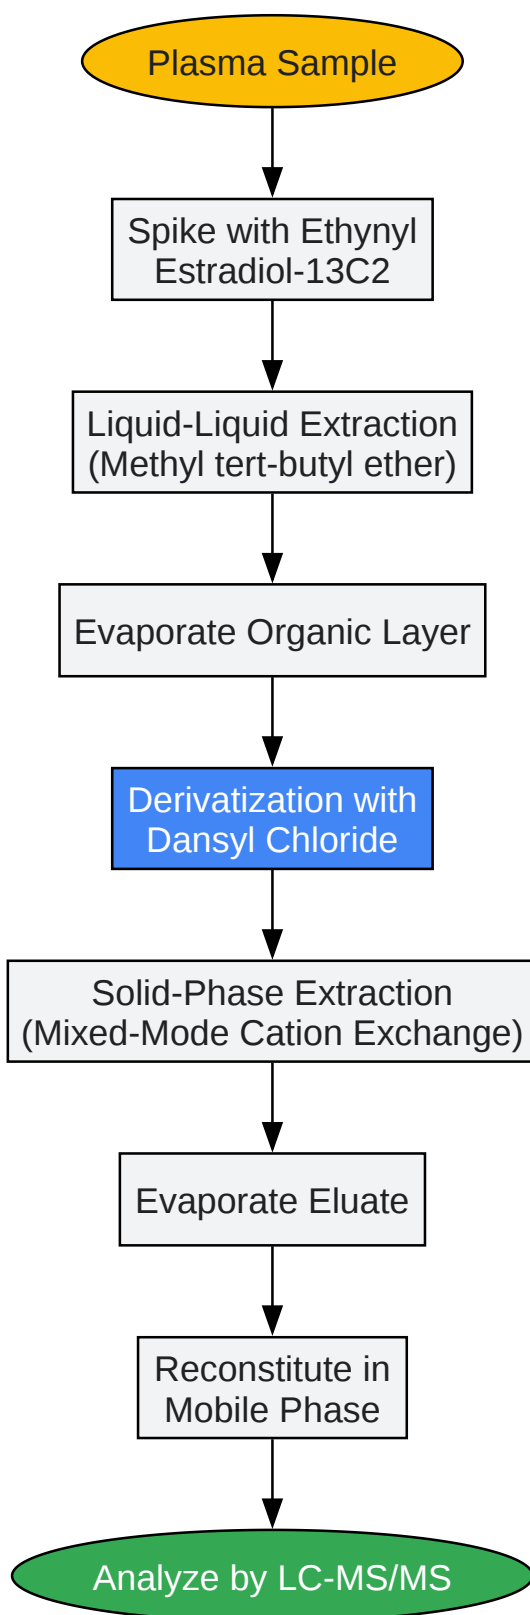 Plasma Sample
Spike with Ethynyl
Estradiol-13C2
Liquid-Liquid Extraction
(Methyl tert-butyl ether)
Evaporate Organic Layer
Derivatization with
Dansyl Chloride
Solid-Phase Extraction
(Mixed-Mode Cation Exchange)
Evaporate Eluate
Reconstitute in
Mobile Phase
Analyze by LC-MS/MS